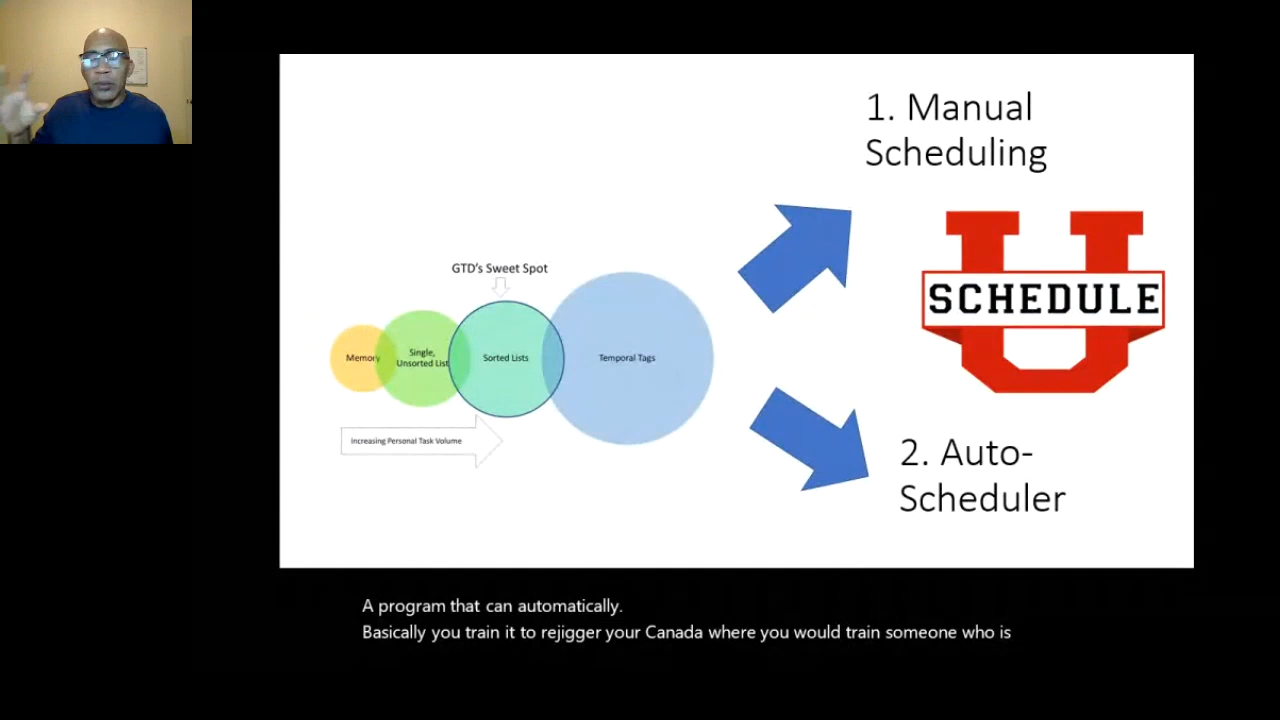 1. Manual
Scheduling
SCHEDULE
GTD's Sweet Spot
Memory
Single,
Unsorted List
Sorted Lists
Temporal Tags
Increasing Personal Task Volume
2. Auto-
Scheduler
A program that can automatically.
Basically you train it to rejigger your Canada where you would train someone who is